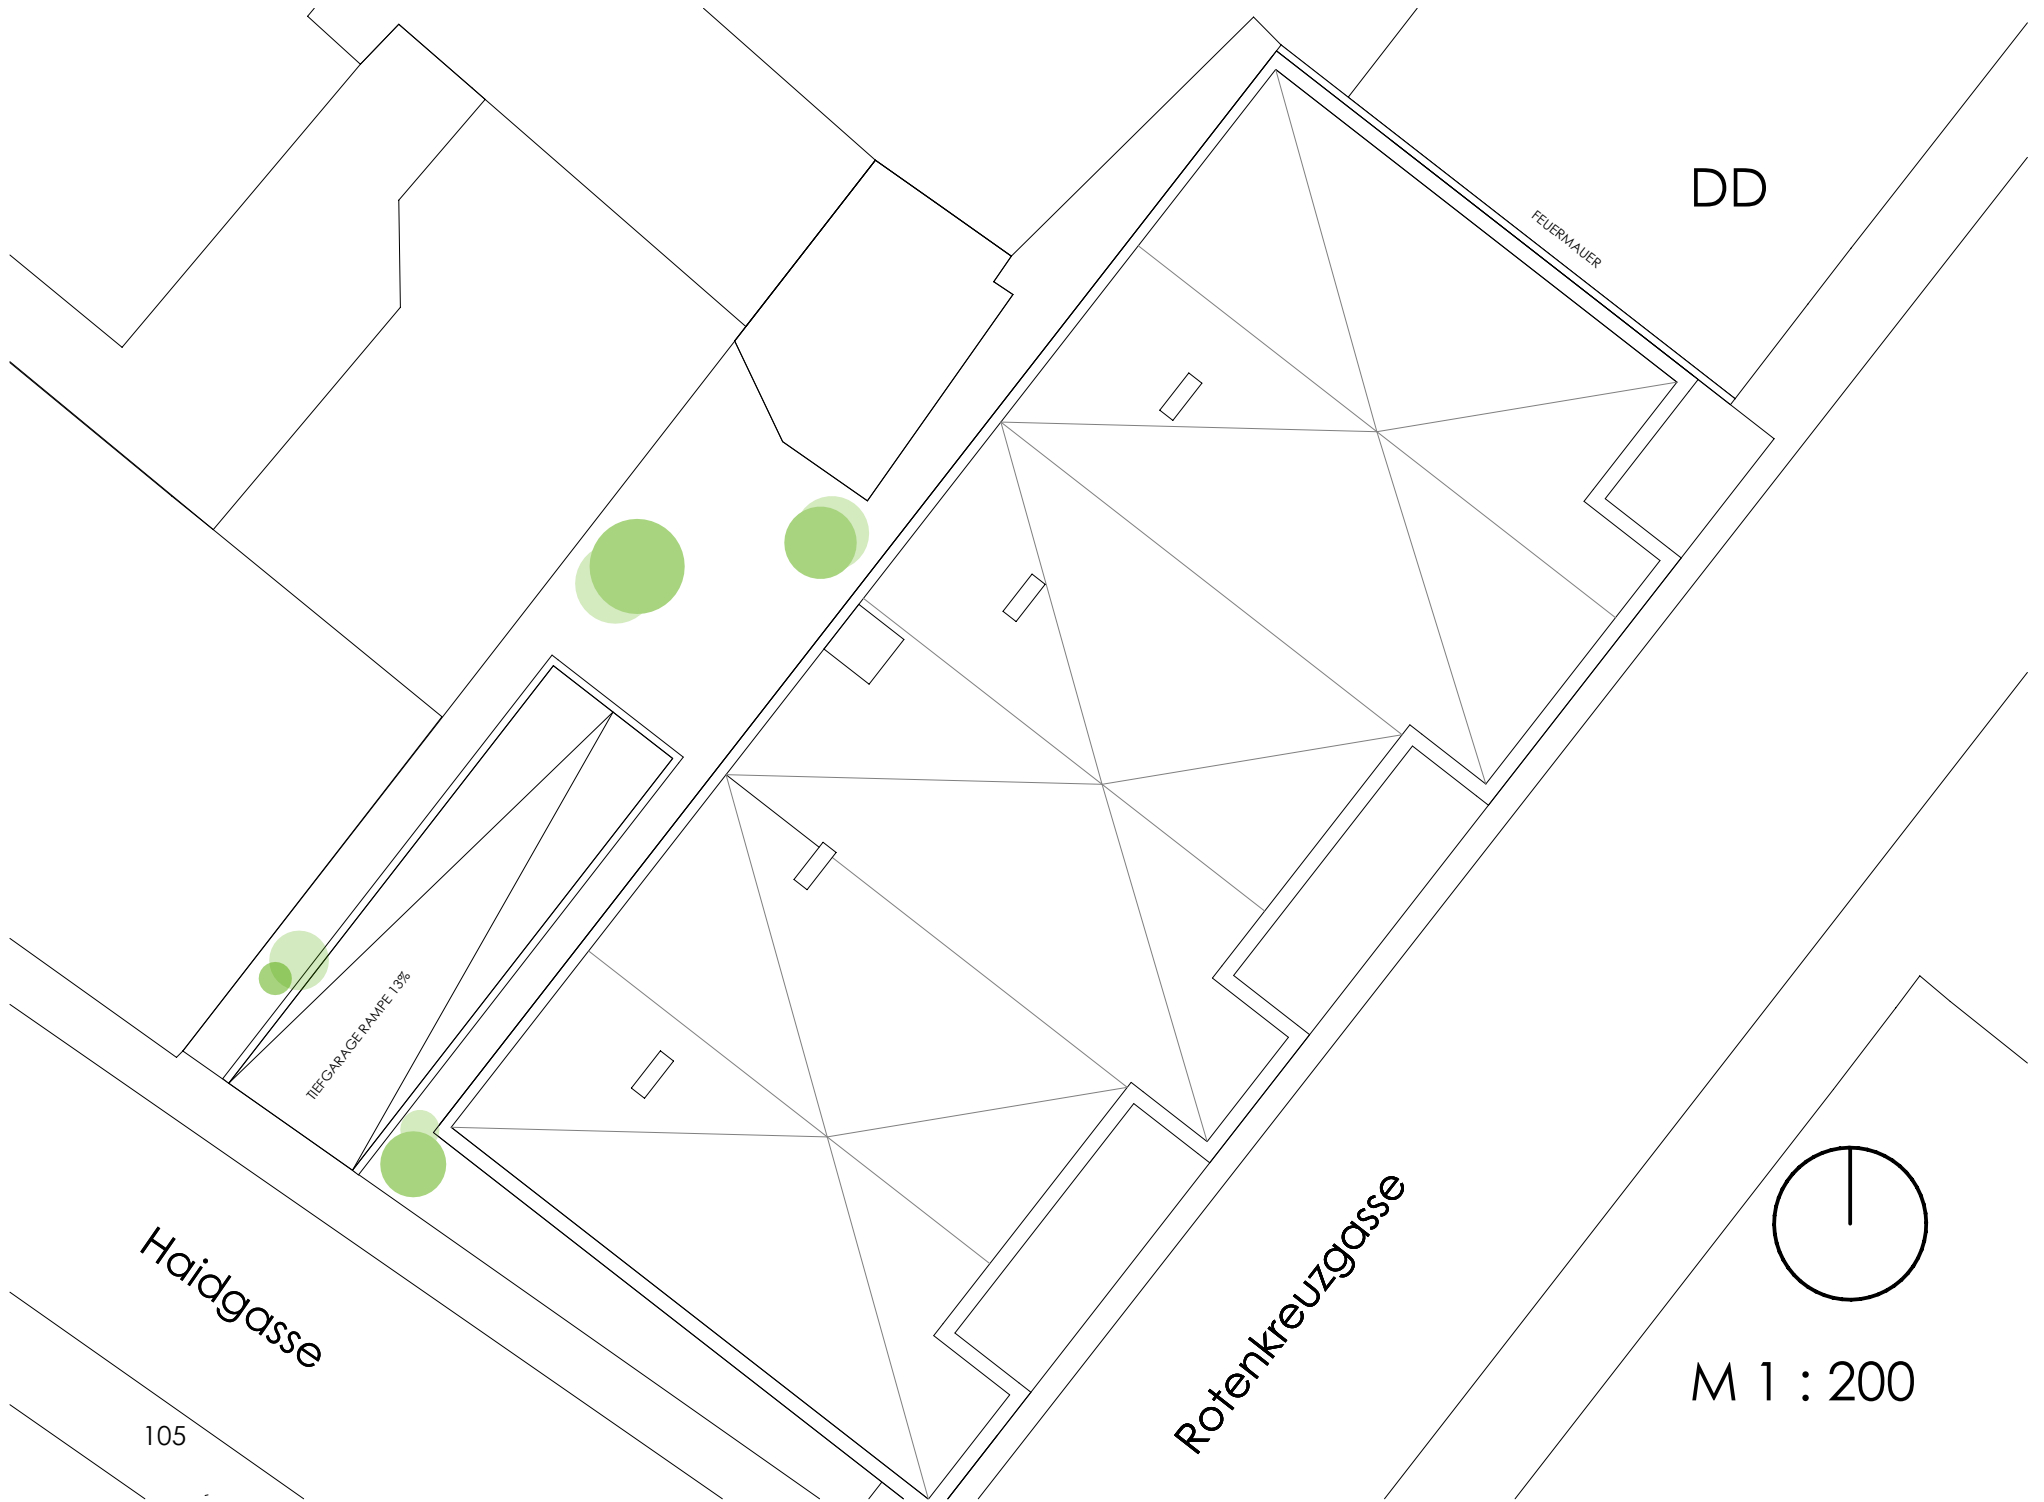 DD
FEUERMAUER
TIEFGARAGE RAMPE 13%
Haidgasse
Rotenkreuzgasse
M 1 : 200
105